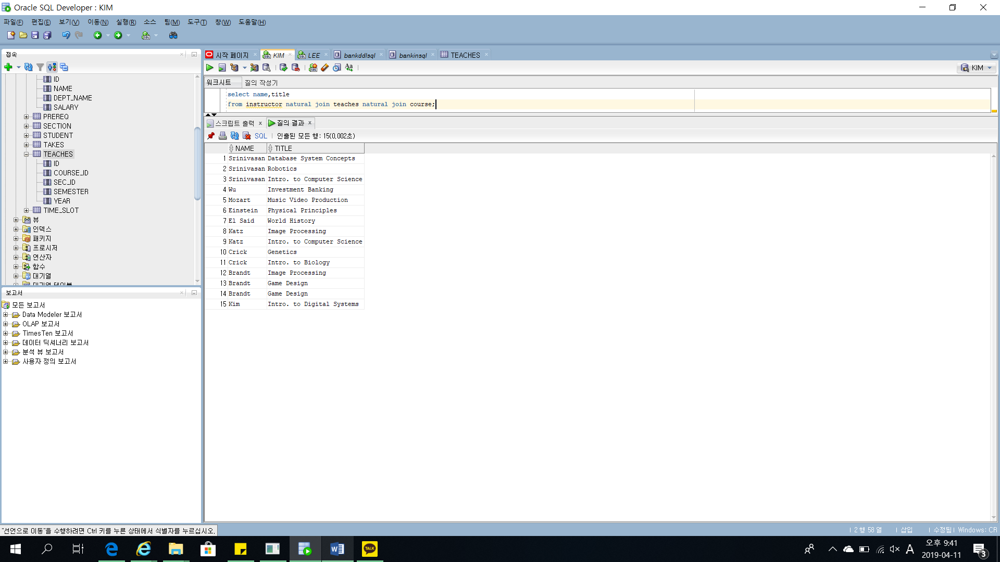 Oracle SQL Developer : KIM
파일(F) 편집(E) 보기(V) 이동(N) 실행(R) 소스 팀(M) 도구(T) 창(W) 도움말(H)
접속
ID
NAME
DEPT_NAME
SALARY
PREREQ
SECTION
STUDENT
TAKES
TEACHES
ID
COURSE_ID
SEC_ID
SEMESTER
YEAR
TIME_SLOT
뷰
인덱스
패키지
프로시저
연산자
함수
대기열
대기열 테이블
보고서
모든 보고서
Data Modeler 보고서
OLAP 보고서
TimesTen 보고서
데이터 딕셔너리 보고서
분석 뷰 보고서
사용자 정의 보고서
시작 페이지 KIM LEE bankddlsql bankinsql TEACHES
KIM
워크시트 질의 작성기
select name,title
from instructor natural join teaches natural join course;
스크립트 출력 질의 결과
SQL 인출된 모든 행: 15(0,002초)
NAME TITLE
1 Srinivasan Database System Concepts
2 Srinivasan Robotics
3 Srinivasan Intro. to Computer Science
4 Wu Investment Banking
5 Mozart Music Video Production
6 Einstein Physical Principles
7 El Said World History
8 Katz Image Processing
9 Katz Intro. to Computer Science
10 Crick Genetics
11 Crick Intro. to Biology
12 Brandt Image Processing
13 Brandt Game Design
14 Brandt Game Design
15 Kim Intro. to Digital Systems
"선언으로 이동"을 수행하려면 Ctrl 키를 누른 상태에서 식별자를 누르십시오.
2 행 58 열 삽입 수정됨 Windows: CR
TALK
A
오후 9:41
2019-04-11
3